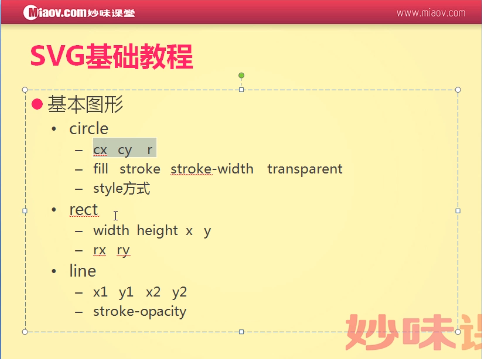 Miaov.com 妙味课堂
www.miaov.com
SVG基础教程
基本图形
circle
– cx cy r
– fill stroke stroke-width transparent
– style方式
rect
– width height x y
– rx ry
line
– x1 y1 x2 y2
– stroke-opacity
妙味课